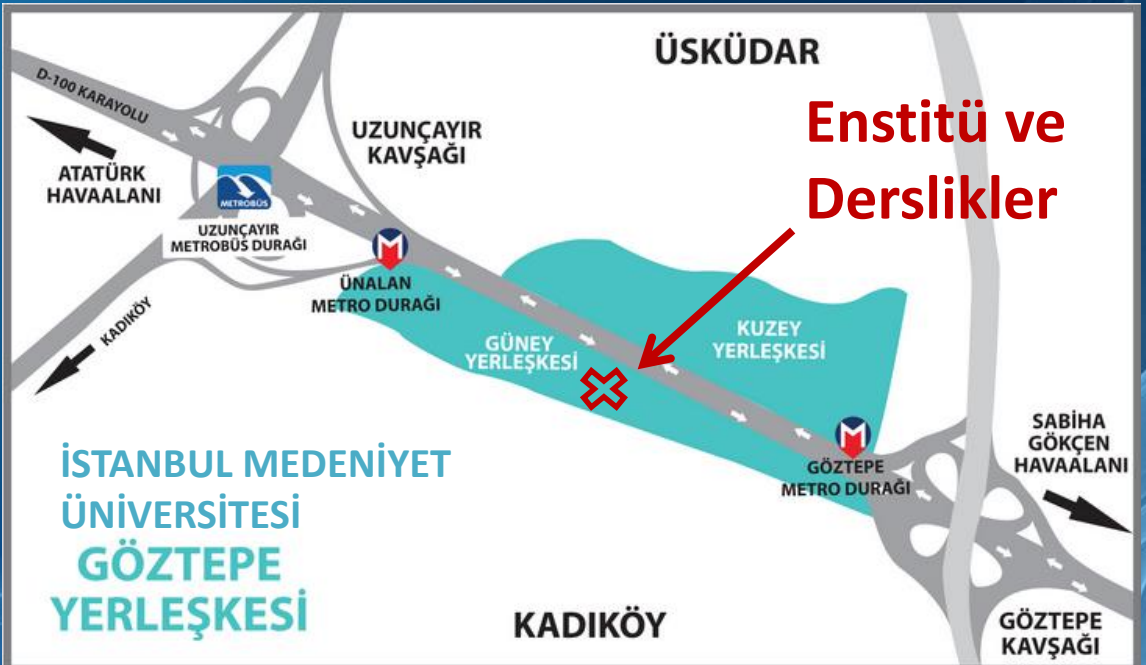 ÜSKÜDAR
D-100 KARAYOLU
Enstitü ve
Derslikler
UZUNÇAYIR
KAVŞAĞI
ATATÜRK
HAVAALANI
METROBÜS
UZUNÇAYIR
METROBÜS DURAĞI
M
ÜNALAN
METRO DURAĞI
KADIKÖY
GÜNEY
YERLEŞKESİ
KUZEY
YERLEŞKESİ
M
GÖZTEPE
METRO DURAĞI
SABİHA
GÖKÇEN
HAVAALANI
İSTANBUL MEDENİYET
ÜNİVERSİTESİ
GÖZTEPE
YERLEŞKESİ
KADIKÖY
GÖZTEPE
KAVŞAĞI